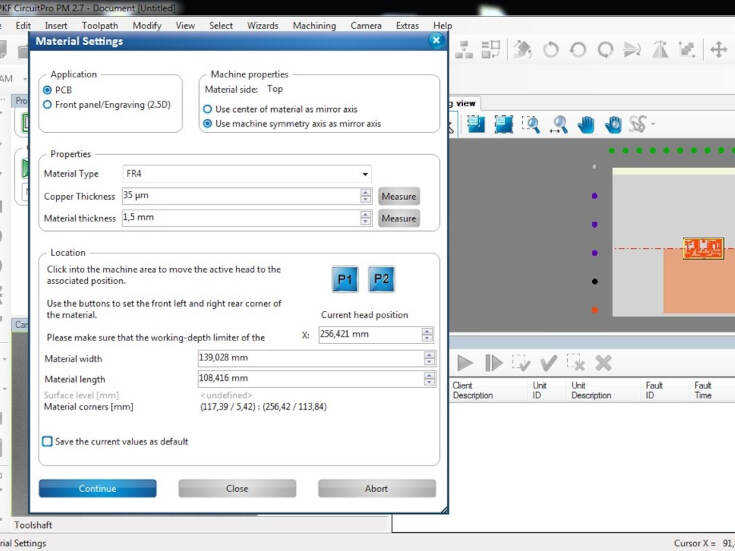 PKF CircuitPro PM 2.7 - Document [Untitled]
Edit Insert Toolpath Modify View Select Wizards Machining Camera Extras Help
Material Settings
AM
Pro
g view
Application
PCB
Front panel/Engraving (2.5D)
Machine properties
Material side: Top
Use center of material as mirror axis
Use machine symmetry axis as mirror axis
Properties
Material Type FR4
Copper Thickness 35 µm Measure
Material thickness 1,5 mm Measure
Location
Click into the machine area to move the active head to the
associated position.
P1 P2
Use the buttons to set the front left and right rear corner of
the material.
Current head position
Please make sure that the working-depth limiter of the
X: 256,421 mm
Material width 139,028 mm
Material length 108,416 mm
Surface level [mm] <undefined>
Material corners [mm] (117,39 / 5,42) : (256,42 / 113,84)
Save the current values as default
Continue Close Abort
Cam
Client Description
Unit ID
Unit Description
Fault ID
Fault Time
Toolshaft
rial Settings
Cursor X = 91,